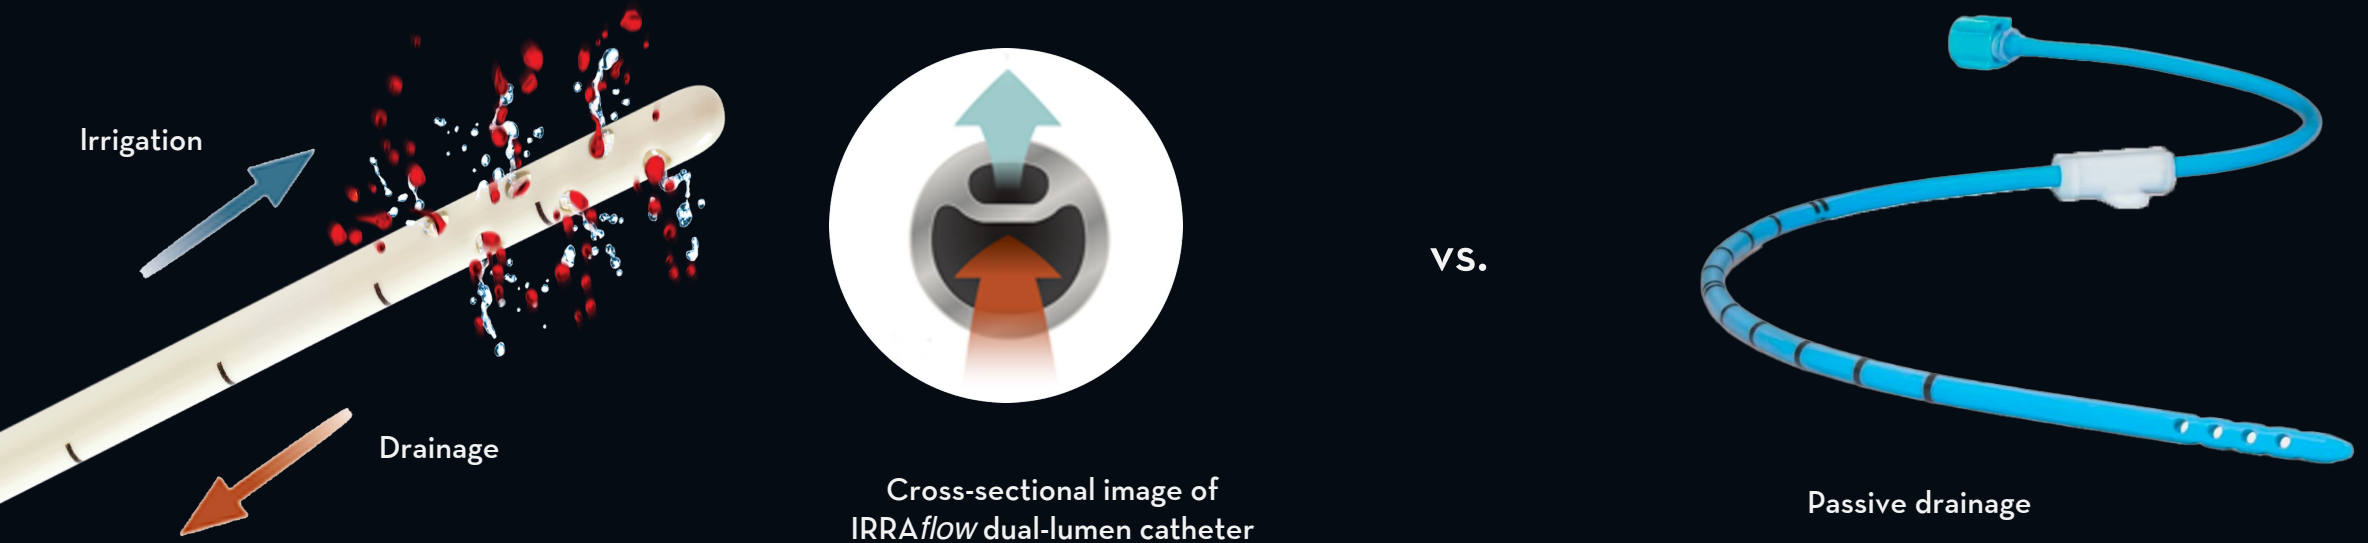 Irrigation
Drainage
Cross-sectional image of
IRRAflow dual-lumen catheter
vs.
Passive drainage